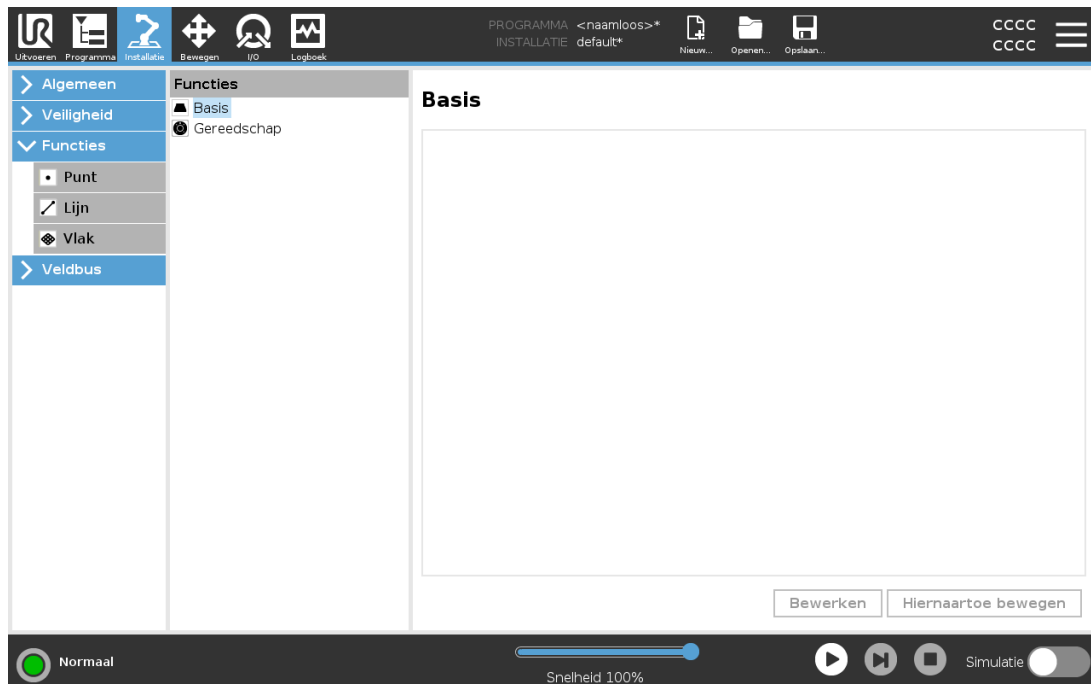 UR
PROGRAMMA <naamloos>*
INSTALLATIE default*
cccc
cccc
Uitvoeren Programma Installatie Bewegen I/O Logboek Nieuw... Openen... Opslaan...
Algemeen
Veiligheid
Functies
Punt
Lijn
Vlak
Veldbus
Functies
Basis
Gereedschap
Basis
Bewerken Hiernaartoe bewegen
Normaal
Snelheid 100%
Simulatie